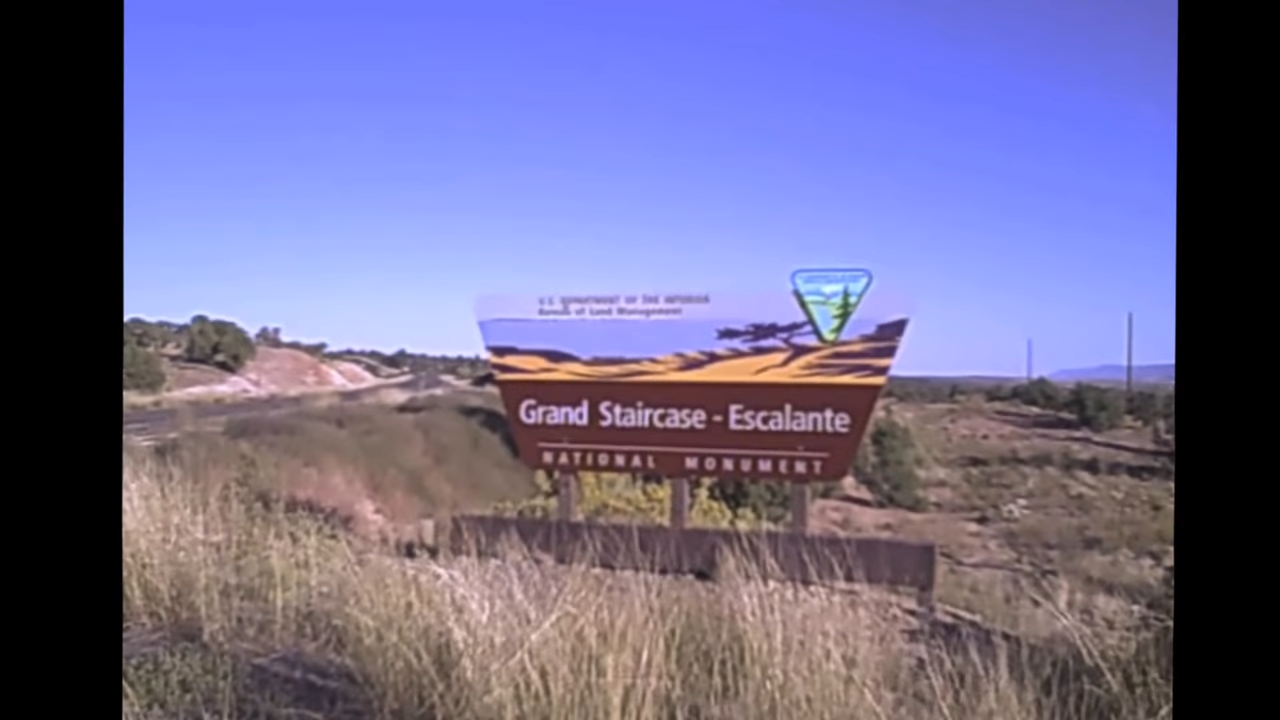 U.S. DEPARTMENT OF THE INTERIOR
Bureau of Land Management
Grand Staircase - Escalante
NATIONAL MONUMENT